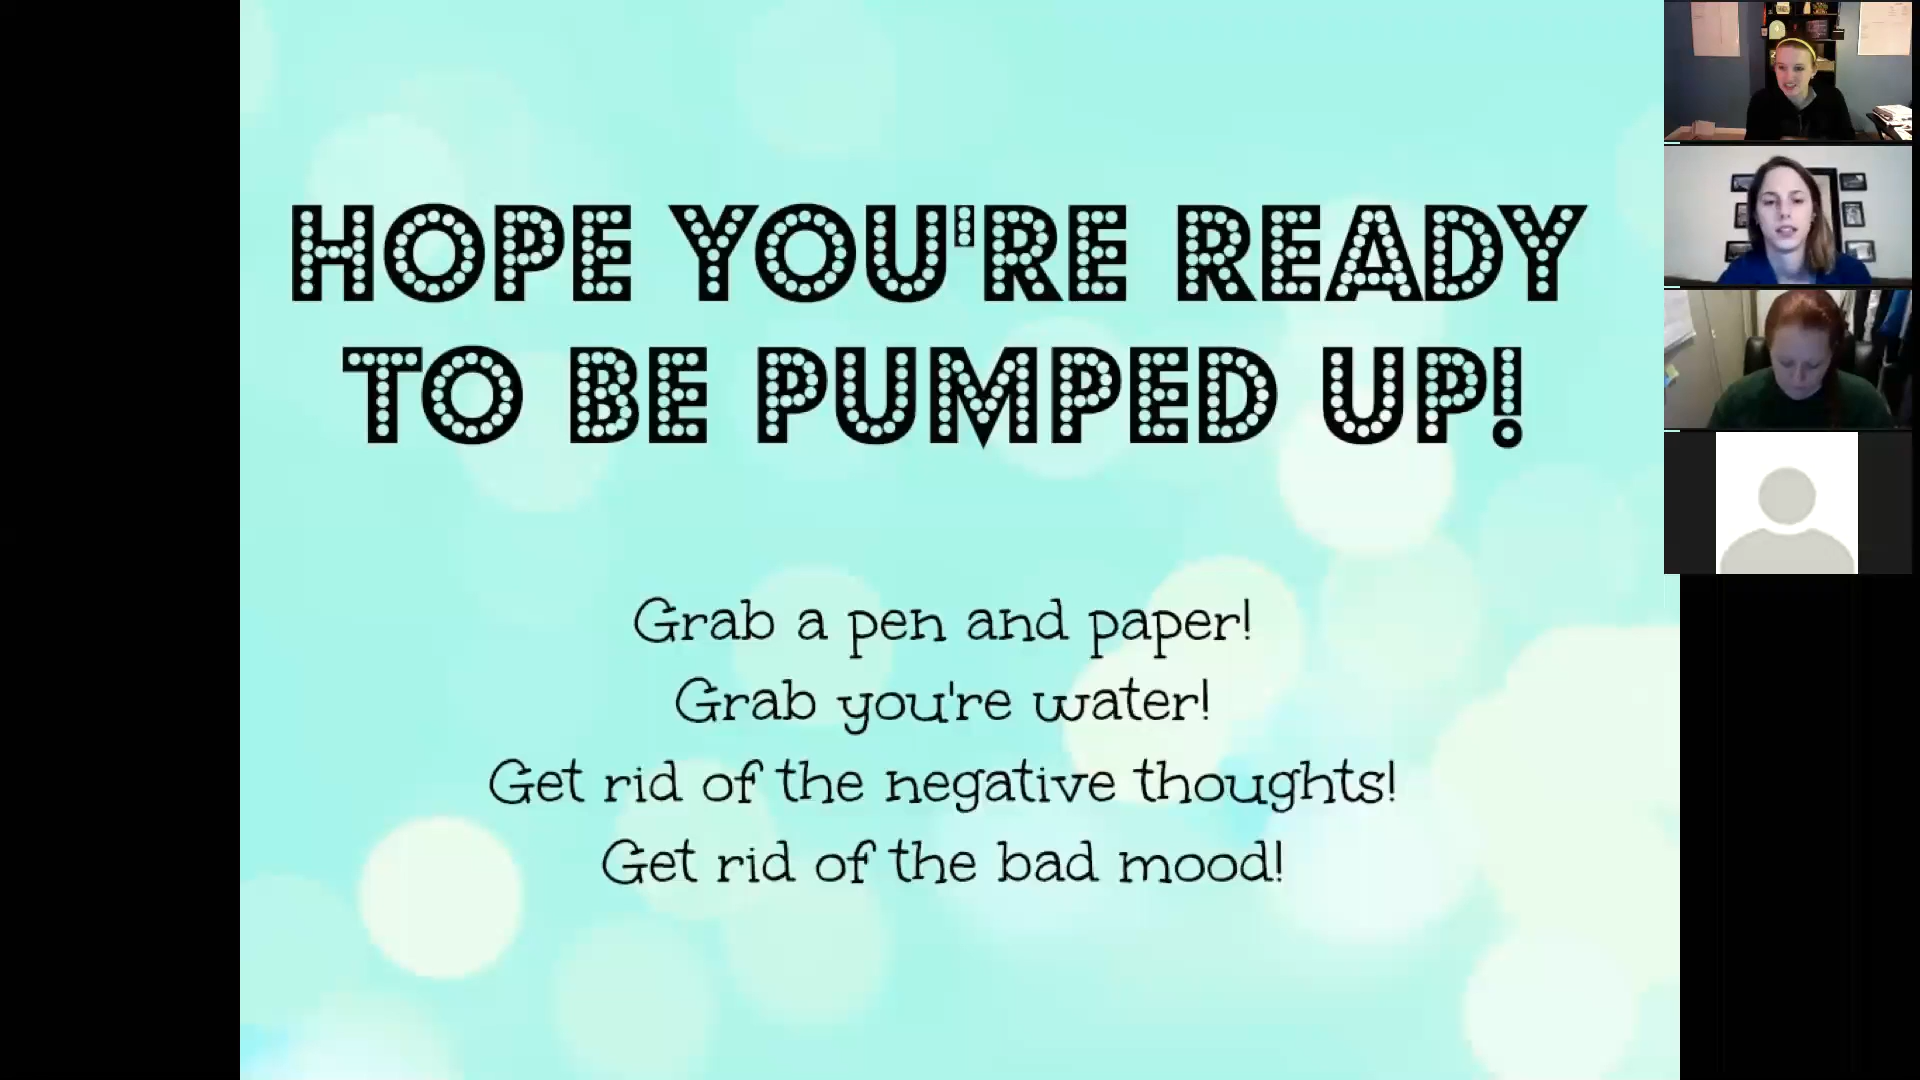 HOPE YOU'RE READY
TO BE PUMPED UP!
Grab a pen and paper!
Grab you're water!
Get rid of the negative thoughts!
Get rid of the bad mood!